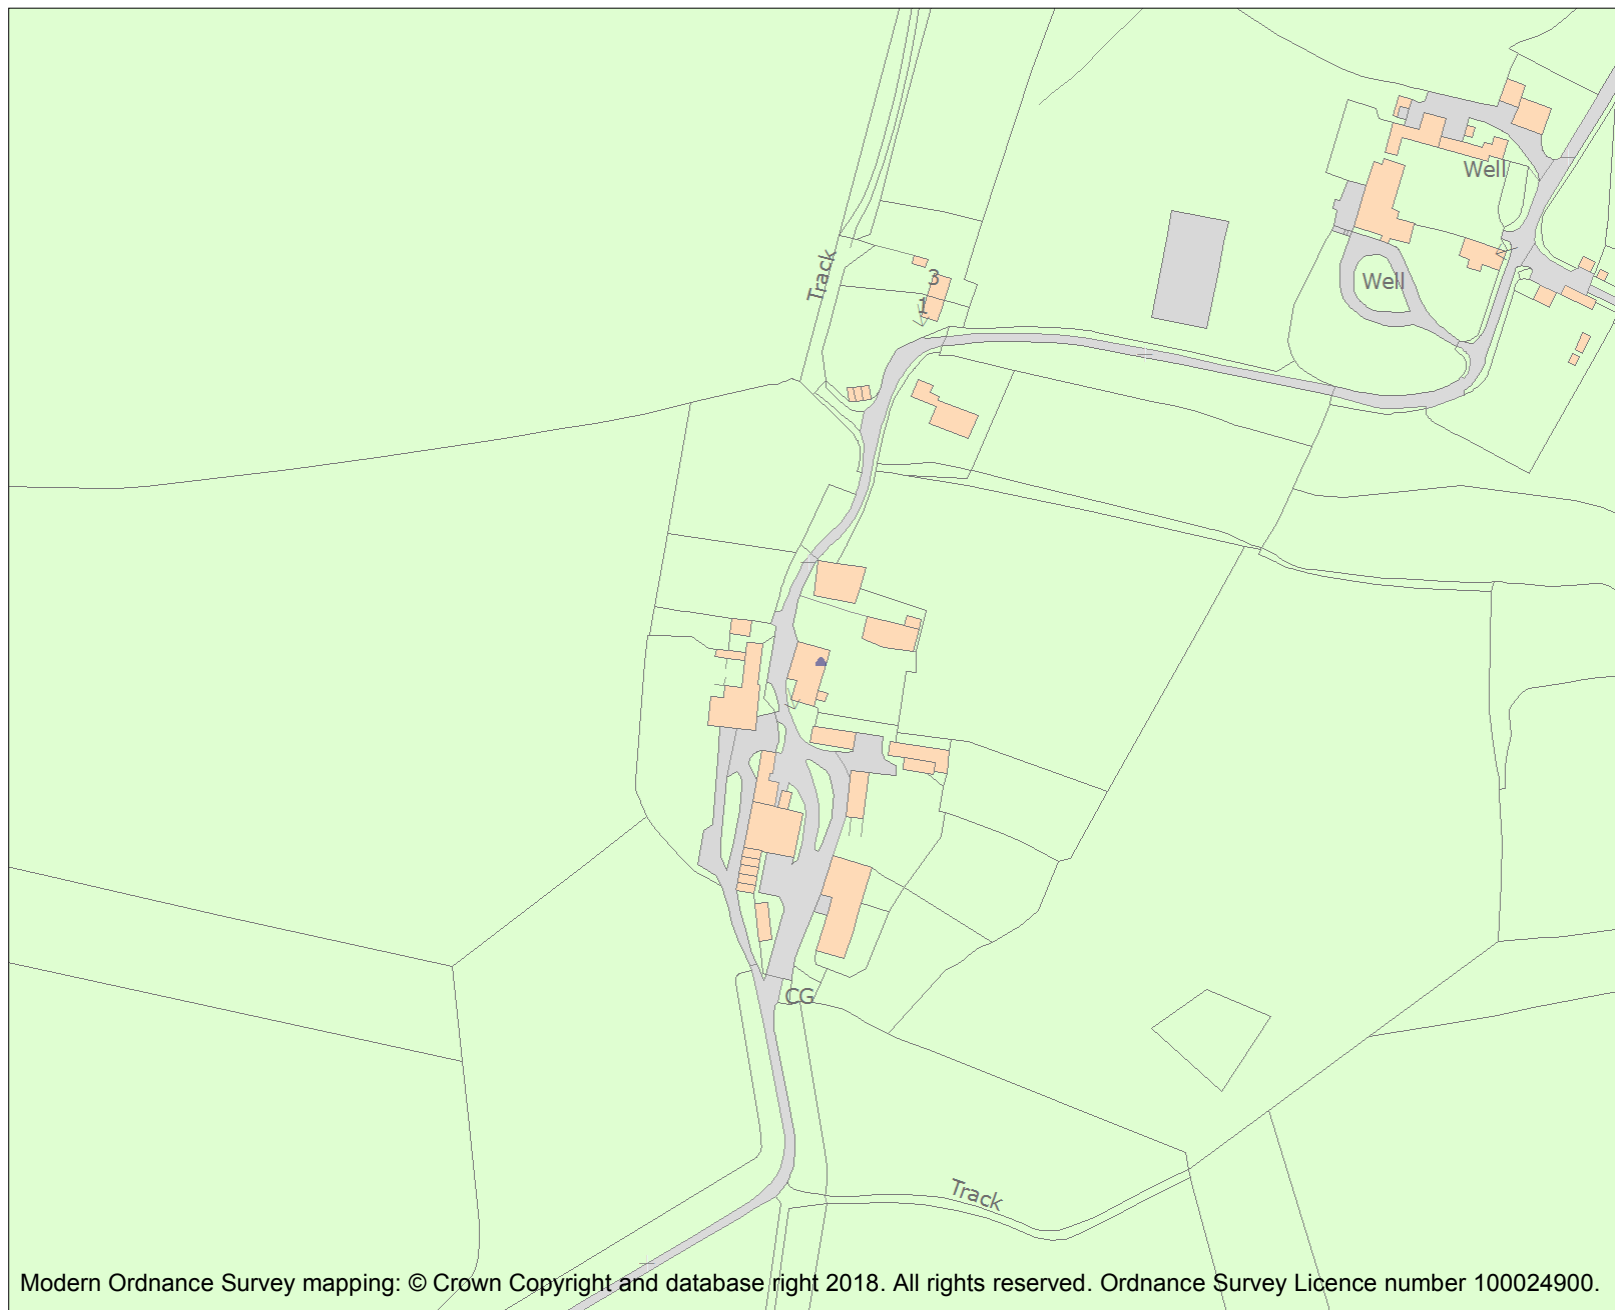 Well
Track
3
Well
1
CG
Track
Modern Ordnance Survey mapping: © Crown Copyright and database right 2018. All rights reserved. Ordnance Survey Licence number 100024900.